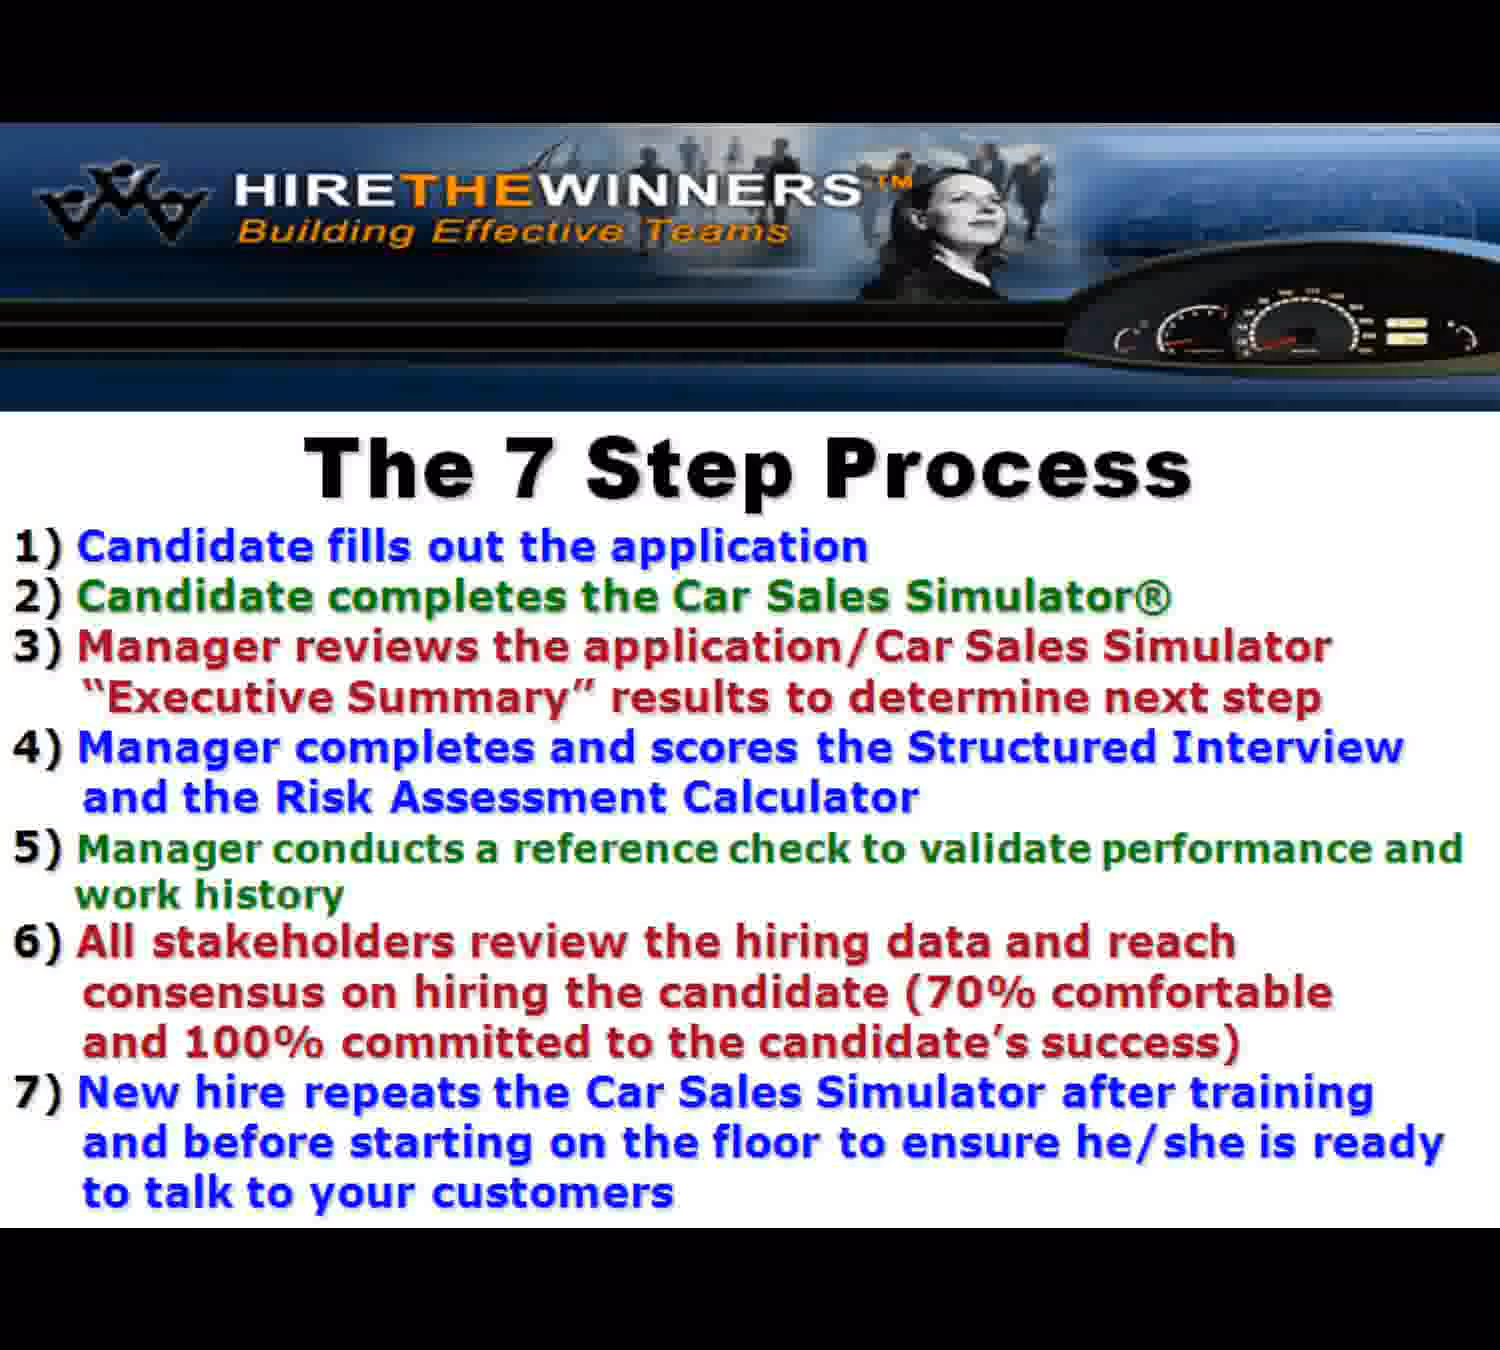 HIRETHEWINNERS™
Building Effective Teams
The 7 Step Process
1) Candidate fills out the application
2) Candidate completes the Car Sales Simulator®
3) Manager reviews the application/Car Sales Simulator
“Executive Summary” results to determine next step
4) Manager completes and scores the Structured Interview
and the Risk Assessment Calculator
5) Manager conducts a reference check to validate performance and
work history
6) All stakeholders review the hiring data and reach
consensus on hiring the candidate (70% comfortable
and 100% committed to the candidate’s success)
7) New hire repeats the Car Sales Simulator after training
and before starting on the floor to ensure he/she is ready
to talk to your customers